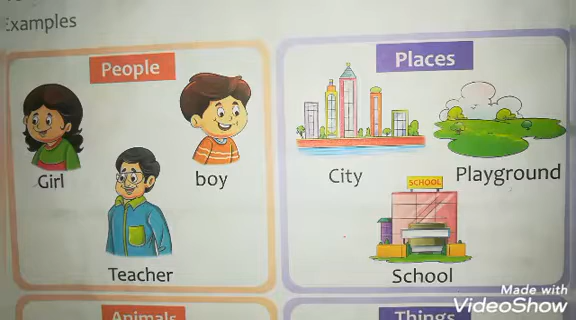 Examples
People
Girl
boy
Teacher
Places
City
Playground
SCHOOL
School
Animals
Things
Made with
VideoShow